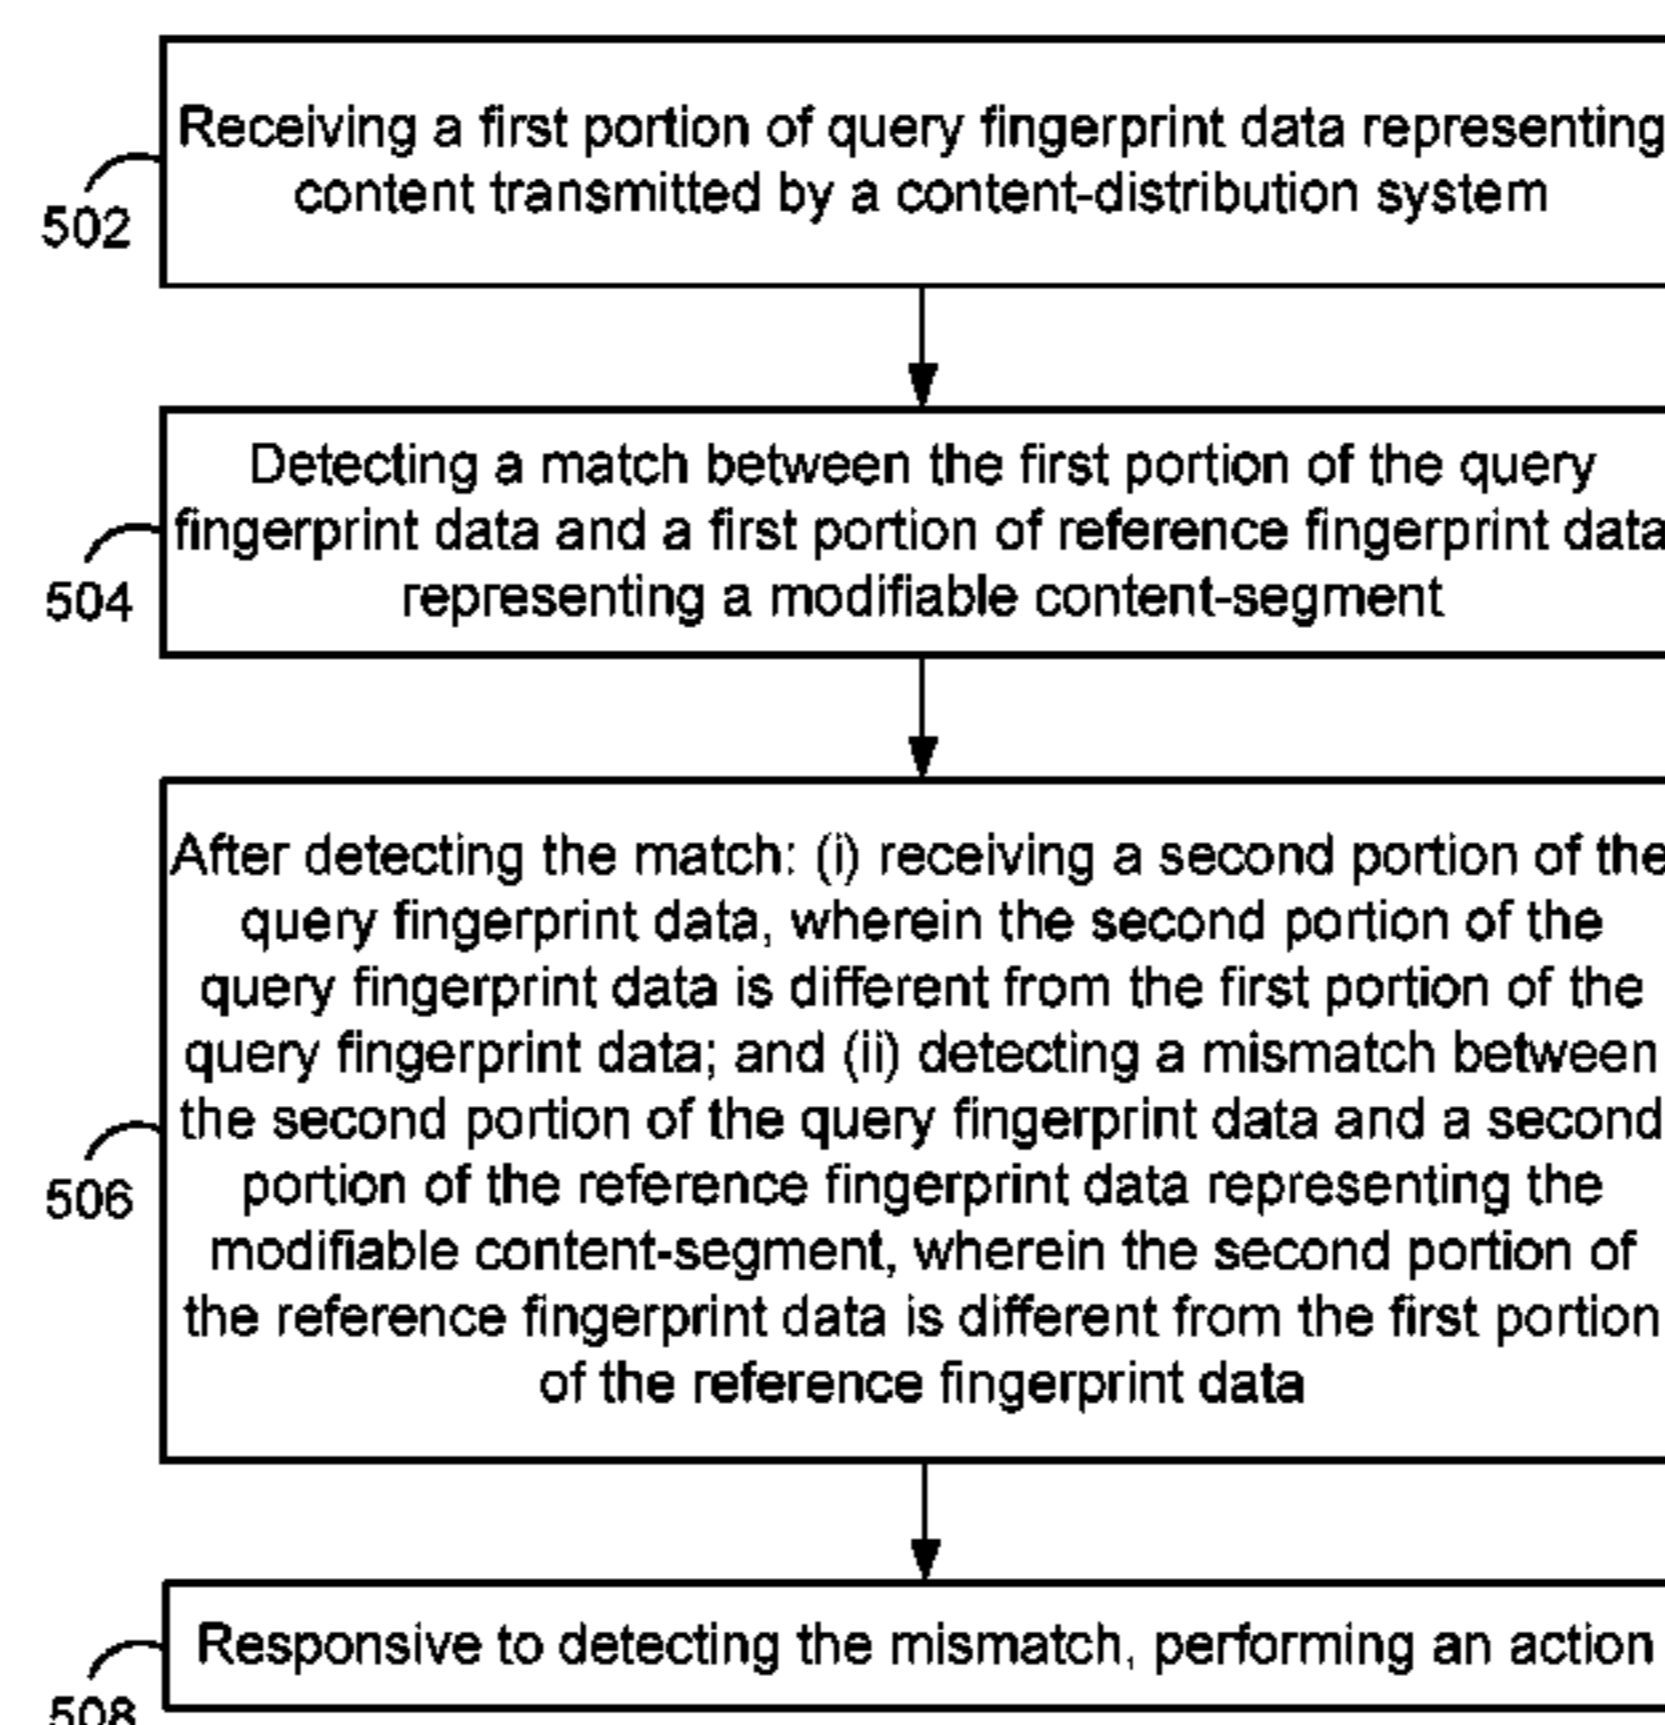 Receiving a first portion of query fingerprint data representing
content transmitted by a content-distribution system
502
Detecting a match between the first portion of the query
fingerprint data and a first portion of reference fingerprint data
representing a modifiable content-segment
504
After detecting the match: (i) receiving a second portion of the
query fingerprint data, wherein the second portion of the
query fingerprint data is different from the first portion of the
query fingerprint data; and (ii) detecting a mismatch between
the second portion of the query fingerprint data and a second
portion of the reference fingerprint data representing the
modifiable content-segment, wherein the second portion of
the reference fingerprint data is different from the first portion
of the reference fingerprint data
506
Responsive to detecting the mismatch, performing an action
508